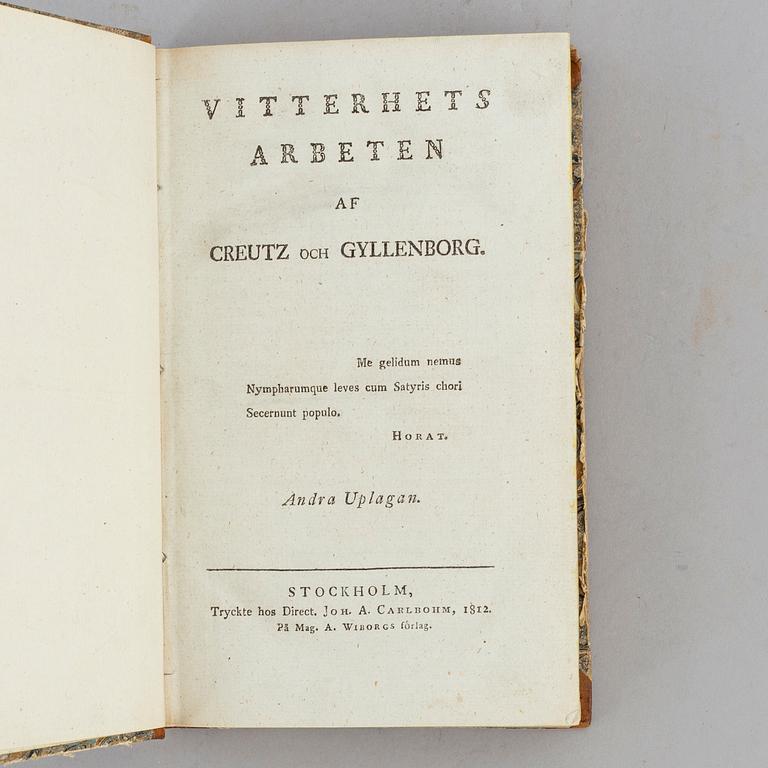 VITTERHETS
ARBETEN
AF
CREUTZ OCH GYLLENBORG.
Me gelidum nemus
Nympharumque leves cum Satyris chori
Secernunt populo.
HORAT.
Andra Uplagan.
STOCKHOLM,
Tryckte hos Direct. JOH. A. CARLBOHM, 1812.
På Mag. A. WIBORGS förlag.